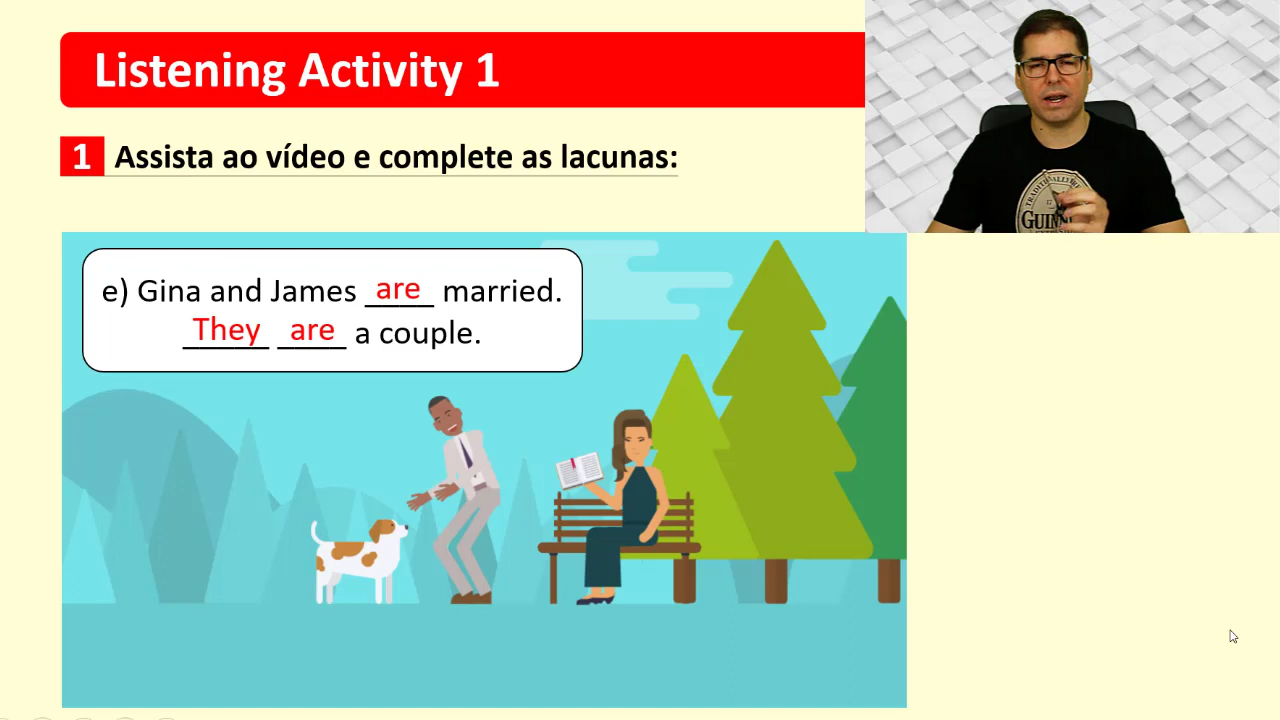 Listening Activity 1
1 Assista ao vídeo e complete as lacunas:
e) Gina and James are married.
They are a couple.